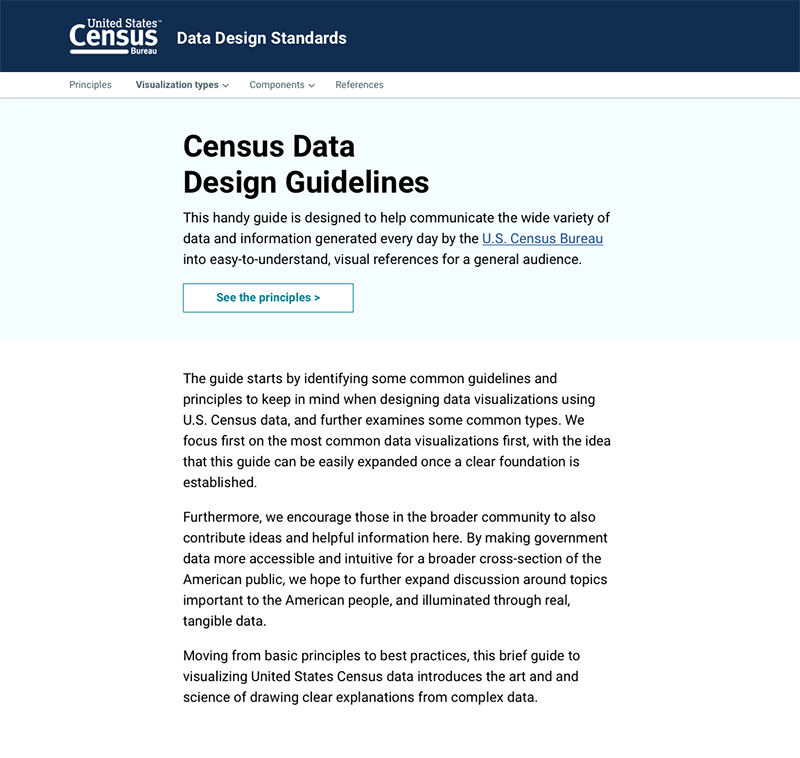 United States™
Census
Bureau
Data Design Standards
Principles Visualization types Components References
Census Data
Design Guidelines
This handy guide is designed to help communicate the wide variety of
data and information generated every day by the U.S. Census Bureau
into easy-to-understand, visual references for a general audience.
See the principles >
The guide starts by identifying some common guidelines and
principles to keep in mind when designing data visualizations using
U.S. Census data, and further examines some common types. We
focus first on the most common data visualizations first, with the idea
that this guide can be easily expanded once a clear foundation is
established.
Furthermore, we encourage those in the broader community to also
contribute ideas and helpful information here. By making government
data more accessible and intuitive for a broader cross-section of the
American public, we hope to further expand discussion around topics
important to the American people, and illuminated through real,
tangible data.
Moving from basic principles to best practices, this brief guide to
visualizing United States Census data introduces the art and and
science of drawing clear explanations from complex data.